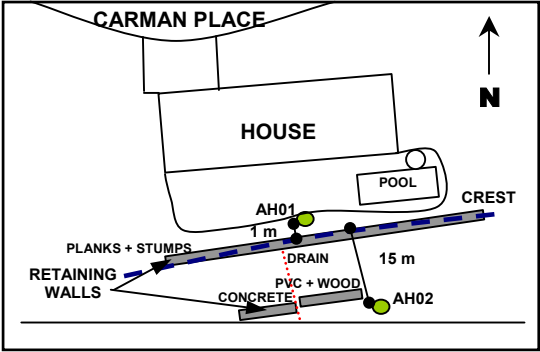 CARMAN PLACE
N
HOUSE
POOL
CREST
AH01
1 m
PLANKS + STUMPS
DRAIN
15 m
RETAINING
WALLS
PVC + WOOD
CONCRETE
AH02